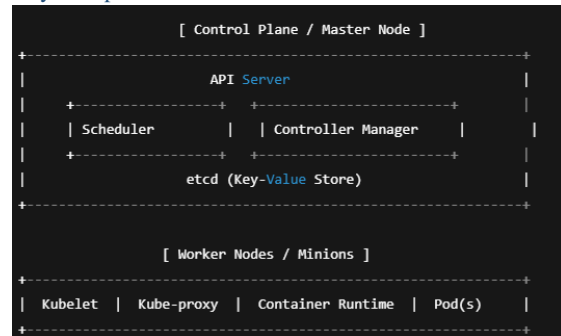 [ Control Plane / Master Node ]
API Server
| Scheduler | | Controller Manager | |
etcd (Key-Value Store)
[ Worker Nodes / Minions ]
| Kubelet | Kube-proxy | Container Runtime | Pod(s) |